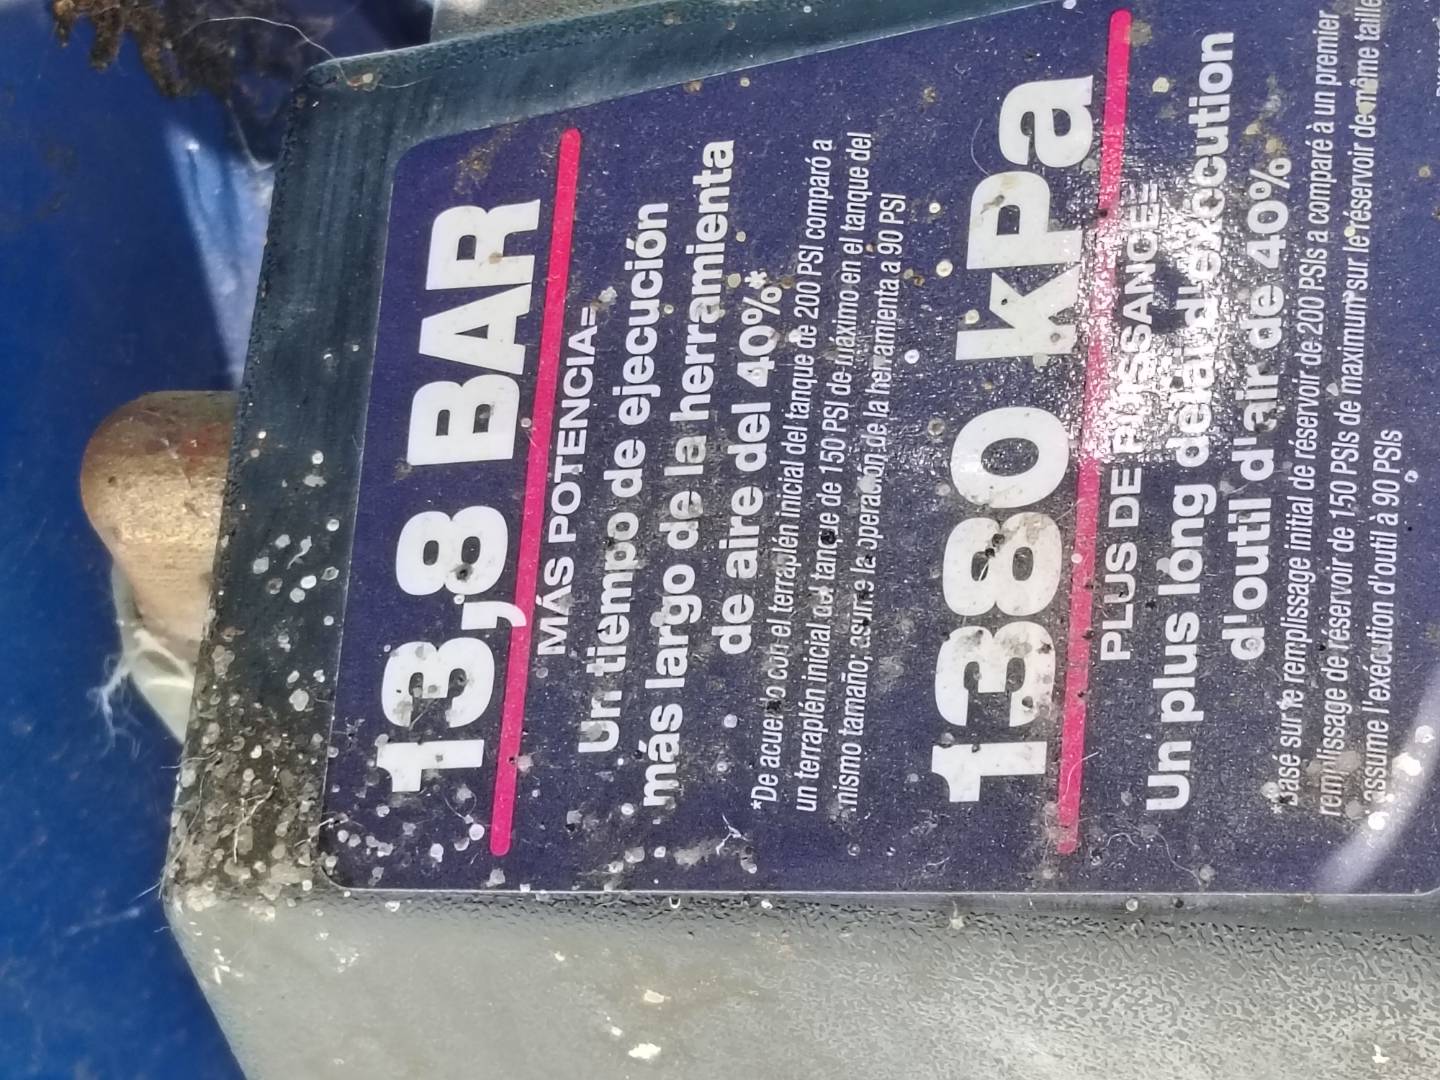 13,8 BAR
MÁS POTENCIA=
Un tiempo de ejecución
más largo de la herramienta
de aire del 40%*
*De acuerdo con el terraplén inicial del tanque de 200 PSI comparó a
un terraplén inicial del tanque de 150 PSI de máximo en el tanque del
mismo tamaño; asume la operación de la herramienta a 90 PSI
1380 kPa
PLUS DE PUISSANCE=
Un plus long délai d'exécution
d'outil d'air de 40%*
*Basé sur le remplissage initial de réservoir de 200 PSIs a comparé à un premier
remplissage de réservoir de 150 PSIs de maximum sur le réservoir de même taille
assume l'exécution d'outil à 90 PSIs